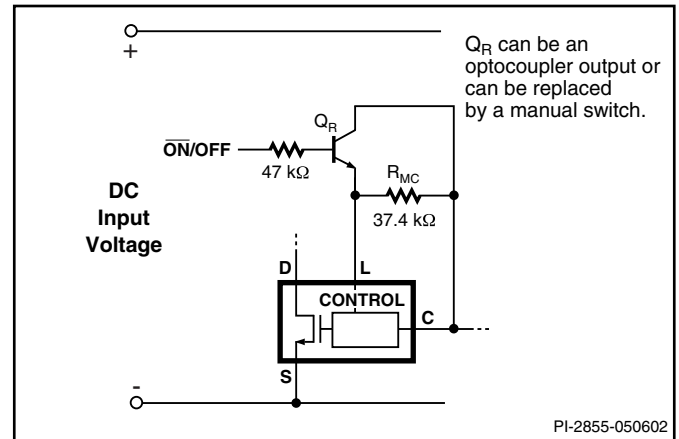 +
Q_R can be an
optocoupler output or
can be replaced
by a manual switch.
Q_R
O̅N̅/OFF
47 kΩ
R_MC
37.4 kΩ
DC
Input
Voltage
D
L
CONTROL
C
S
-
PI-2855-050602